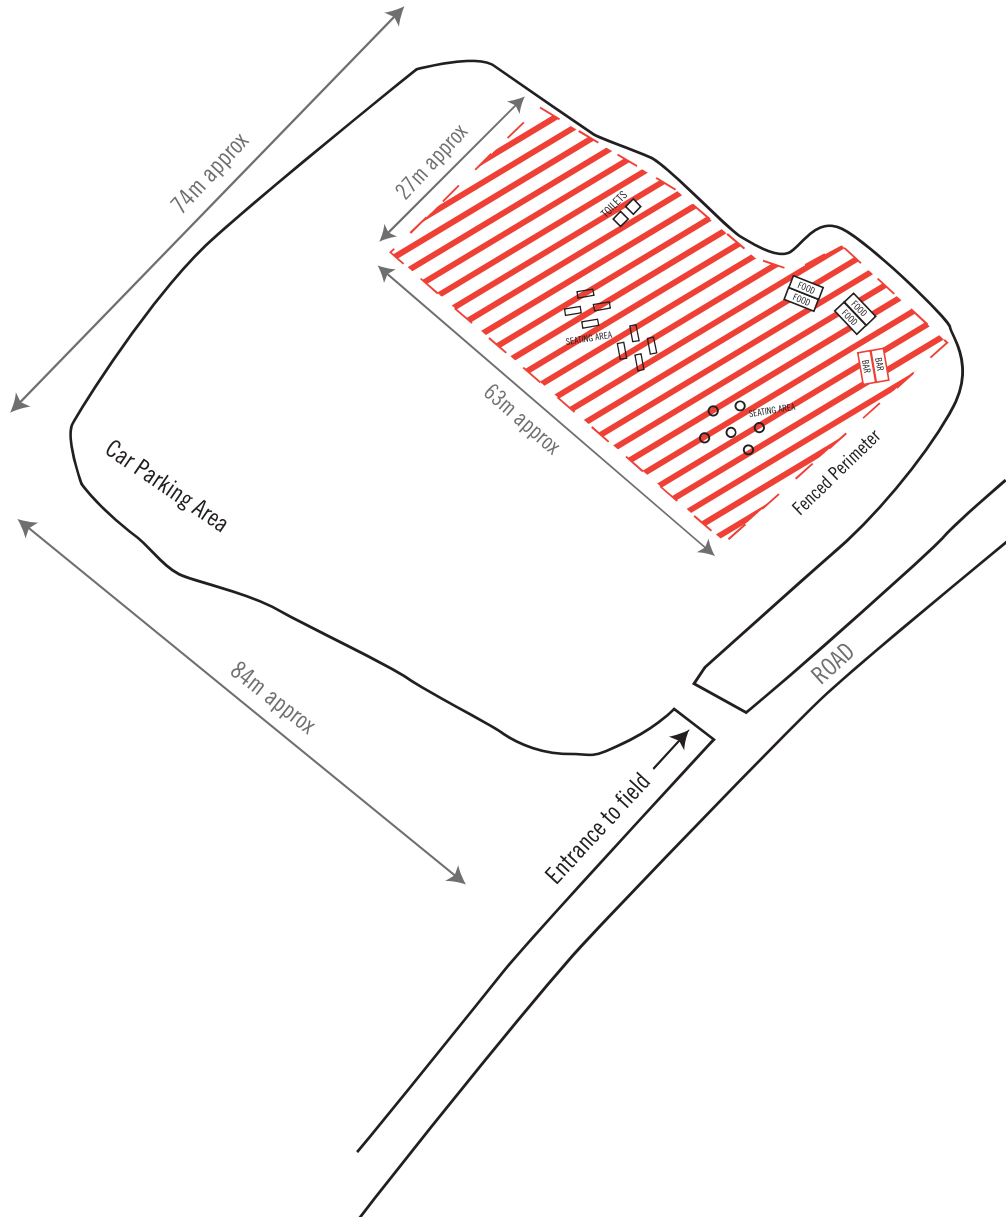 74m approx
27m approx
TOILETS
FOOD
FOOD
FOOD
FOOD
SEATING AREA
BAR
BAR
63m approx
SEATING AREA
Fenced Perimeter
Car Parking Area
84m approx
ROAD
Entrance to field